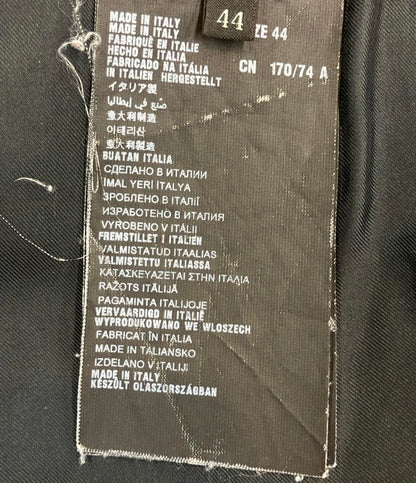 44
MADE IN ITALY
MADE IN ITALY
FABRIQUÉ EN ITALIE
HECHO EN ITALIA
FABRICADO NA ITÁLIA
IN ITALIEN HERGESTELLT
ZE 44
CN 170/74 A
イタリア製
صنع في إيطاليا
意大利制造
이태리산
意大利製造
BUATAN ITALIA
СДЕЛАНО В ИТАЛИИ
İMAL YERİ İTALYA
ЗРОБЛЕНО В ІТАЛІЇ
ИЗРАБОТЕНО В ИТАЛИЯ
VYROBENO V ITÁLII
FREMSTILLET I ITALIEN
VALMISTATUD ITAALIAS
VALMISTETTU ITALIASSA
ΚΑΤΑΣΚΕΥΑΖΕΤΑΙ ΣΤΗΝ ΙΤΑΛΙΑ
RAŽOTS ITĀLIJĀ
PAGAMINTA ITALIJOJE
VERVAARDIGD IN ITALIË
WYPRODUKOWANO WE WŁOSZECH
FABRICAT ÎN ITALIA
MADE IN TALIANSKO
IZDELANO V ITALIJI
MADE IN ITALY
KÉSZÜLT OLASZORSZÁGBAN